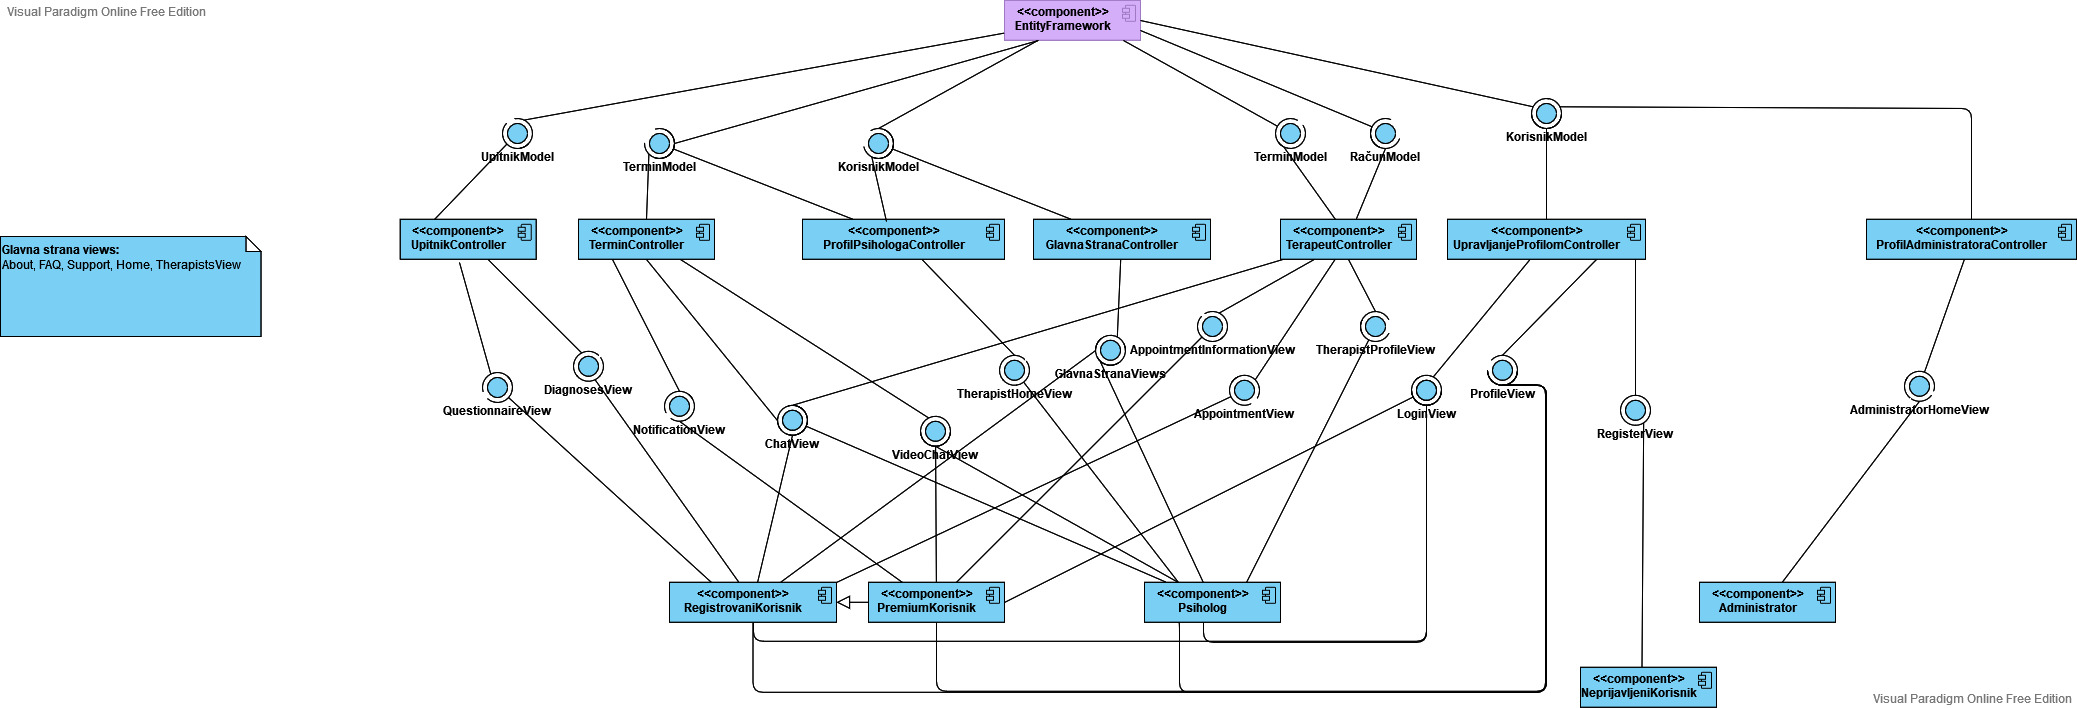 Visual Paradigm Online Free Edition
<<component>>
EntityFramework
UpitnikModel
TerminModel
KorisnikModel
TerminModel
RačunModel
KorisnikModel
<<component>>
UpitnikController
<<component>>
TerminController
<<component>>
ProfilPsihologaController
<<component>>
GlavnaStranaController
<<component>>
TerapeutController
<<component>>
UpravljanjeProfilomController
<<component>>
ProfilAdministratoraController
Glavna strana views:
About, FAQ, Support, Home, TherapistsView
QuestionnaireView
DiagnosesView
NotificationView
ChatView
VideoChatView
TherapistHomeView
GlavnaStranaViews
AppointmentInformationView
AppointmentView
TherapistProfileView
LoginView
ProfileView
RegisterView
AdministratorHomeView
<<component>>
RegistrovaniKorisnik
<<component>>
PremiumKorisnik
<<component>>
Psiholog
<<component>>
Administrator
<<component>>
NeprijavljeniKorisnik
Visual Paradigm Online Free Edition